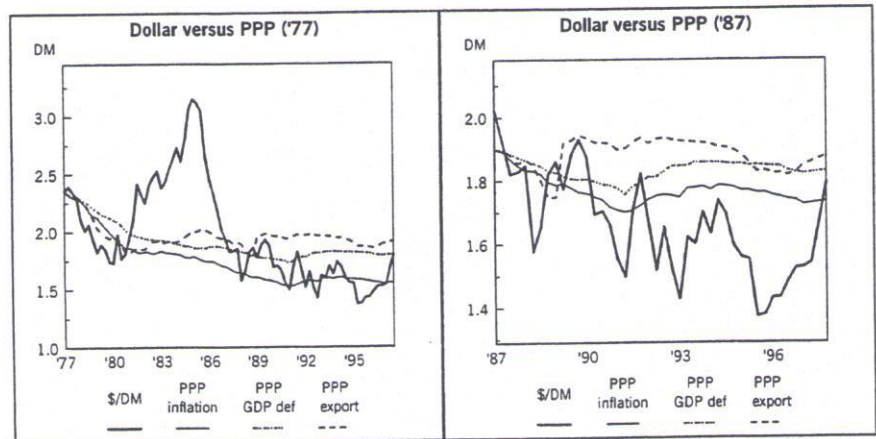 Dollar versus PPP ('77)
DM
3.0
2.5
2.0
1.5
1.0
'77 '80 '83 '86 '89 '92 '95
$/DM PPP inflation PPP GDP def PPP export
Dollar versus PPP ('87)
DM
2.0
1.8
1.6
1.4
'87 '90 '93 '96
$/DM PPP inflation PPP GDP def PPP export